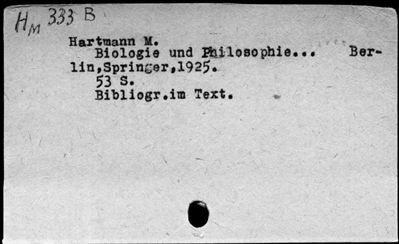 HM 333 B
Hartmann M.
Biologie und Philosophie... Ber-
lin,Springer,1925.
53 S.
Bibliogr.im Text.